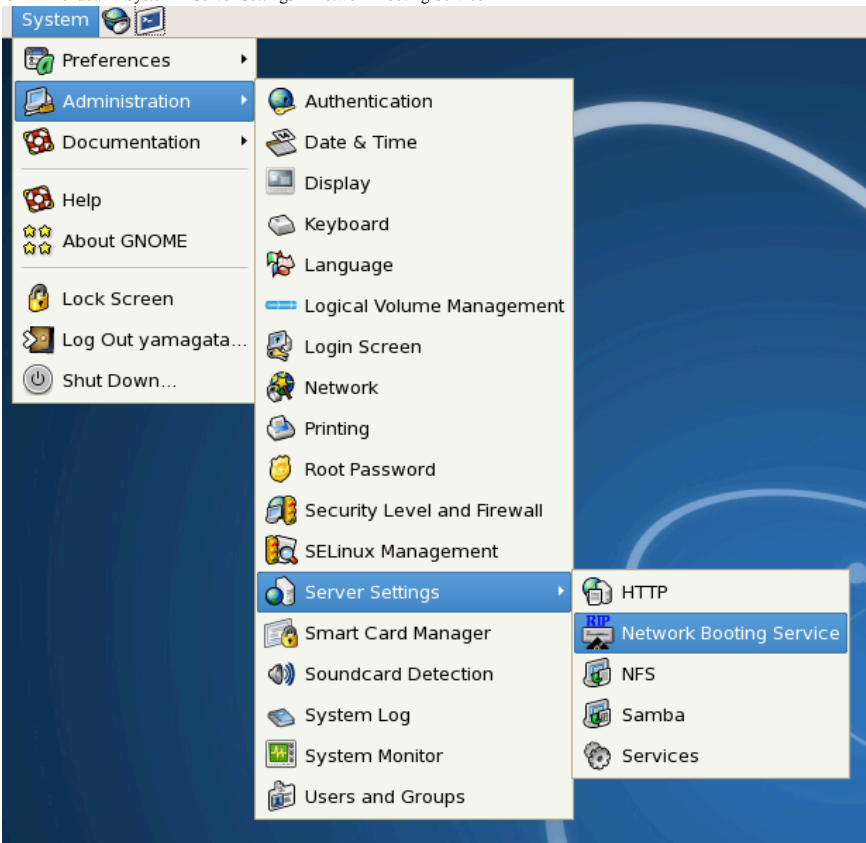 System
Preferences
Administration
Documentation
Help
About GNOME
Lock Screen
Log Out yamagata...
Shut Down...
Authentication
Date & Time
Display
Keyboard
Language
Logical Volume Management
Login Screen
Network
Printing
Root Password
Security Level and Firewall
SELinux Management
Server Settings
Smart Card Manager
Soundcard Detection
System Log
System Monitor
Users and Groups
HTTP
RIP
Network Booting Service
NFS
Samba
Services